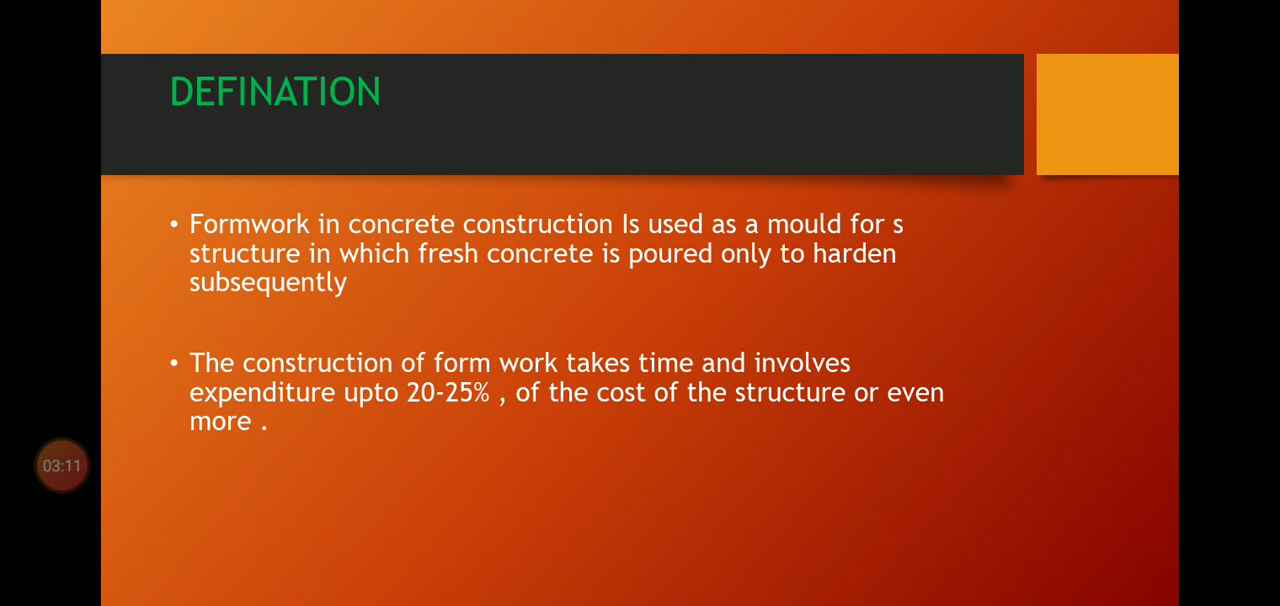 DEFINATION
• Formwork in concrete construction Is used as a mould for s
structure in which fresh concrete is poured only to harden
subsequently
• The construction of form work takes time and involves
expenditure upto 20-25% , of the cost of the structure or even
more .
03:11